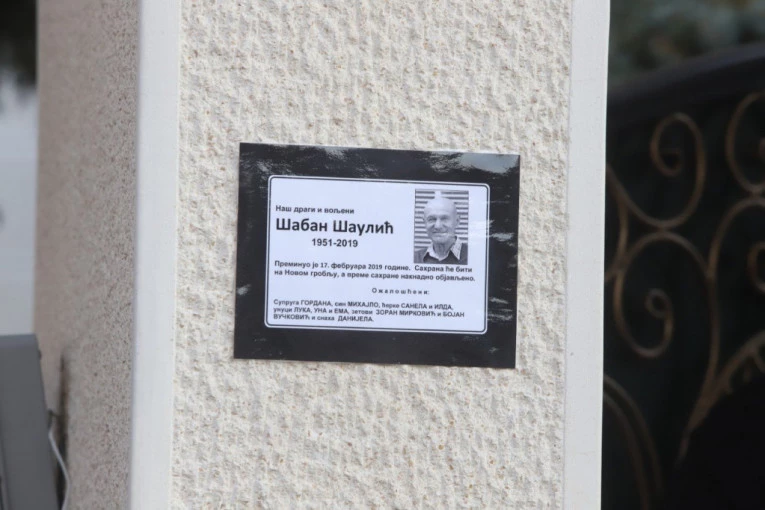 Наш драги и вољени
Шабан Шаулић
1951-2019
Преминуо је 17. фебруара 2019 године. Сахрана ће бити
на Новом гробљу, а време сахране накнадно објављено.
Ожалошћени:
Супруга ГОРДАНА, син МИХАЈЛО, ћерке САНЕЛА и ИЛДА,
унуци ЛУКА, УНА и ЕМА, зетови ЗОРАН МИРКОВИЋ и БОЈАН
ВУЧКОВИЋ и снаха ДАНИЈЕЛА.